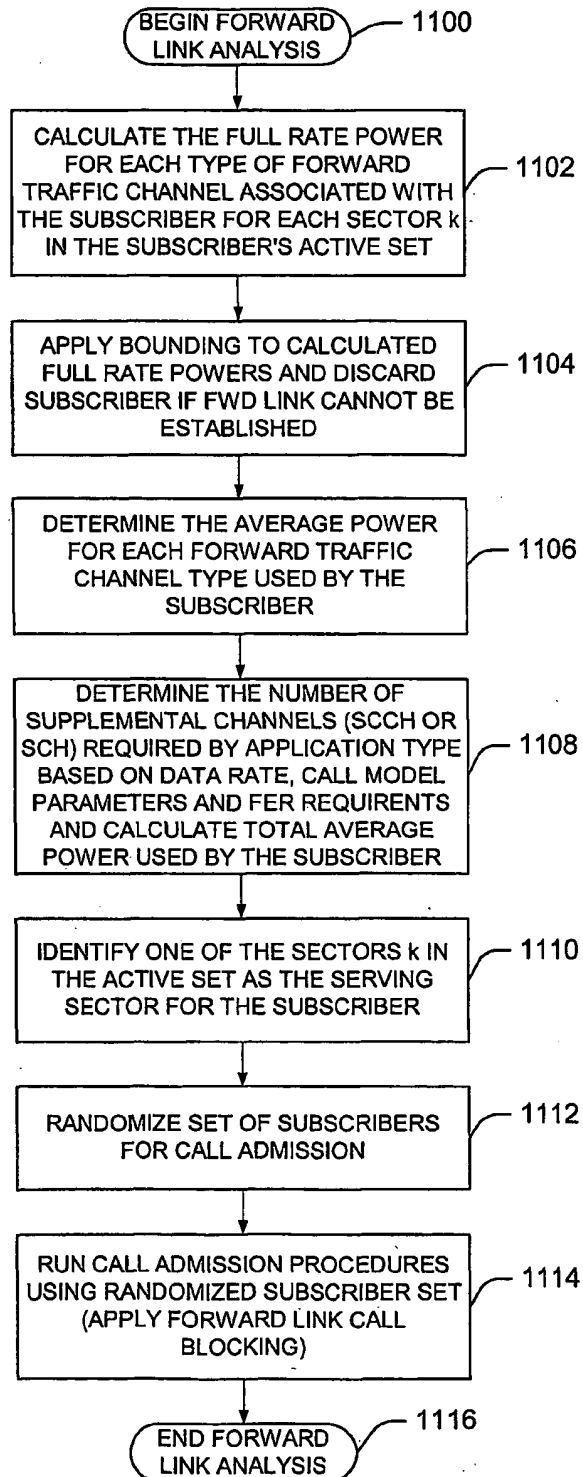 BEGIN FORWARD
LINK ANALYSIS
1100
CALCULATE THE FULL RATE POWER
FOR EACH TYPE OF FORWARD
TRAFFIC CHANNEL ASSOCIATED WITH
THE SUBSCRIBER FOR EACH SECTOR k
IN THE SUBSCRIBER'S ACTIVE SET
1102
APPLY BOUNDING TO CALCULATED
FULL RATE POWERS AND DISCARD
SUBSCRIBER IF FWD LINK CANNOT BE
ESTABLISHED
1104
DETERMINE THE AVERAGE POWER
FOR EACH FORWARD TRAFFIC
CHANNEL TYPE USED BY THE
SUBSCRIBER
1106
DETERMINE THE NUMBER OF
SUPPLEMENTAL CHANNELS (SCCH OR
SCH) REQUIRED BY APPLICATION TYPE
BASED ON DATA RATE, CALL MODEL
PARAMETERS AND FER REQUIRENTS
AND CALCULATE TOTAL AVERAGE
POWER USED BY THE SUBSCRIBER
1108
IDENTIFY ONE OF THE SECTORS k IN
THE ACTIVE SET AS THE SERVING
SECTOR FOR THE SUBSCRIBER
1110
RANDOMIZE SET OF SUBSCRIBERS
FOR CALL ADMISSION
1112
RUN CALL ADMISSION PROCEDURES
USING RANDOMIZED SUBSCRIBER SET
(APPLY FORWARD LINK CALL
BLOCKING)
1114
END FORWARD
LINK ANALYSIS
1116